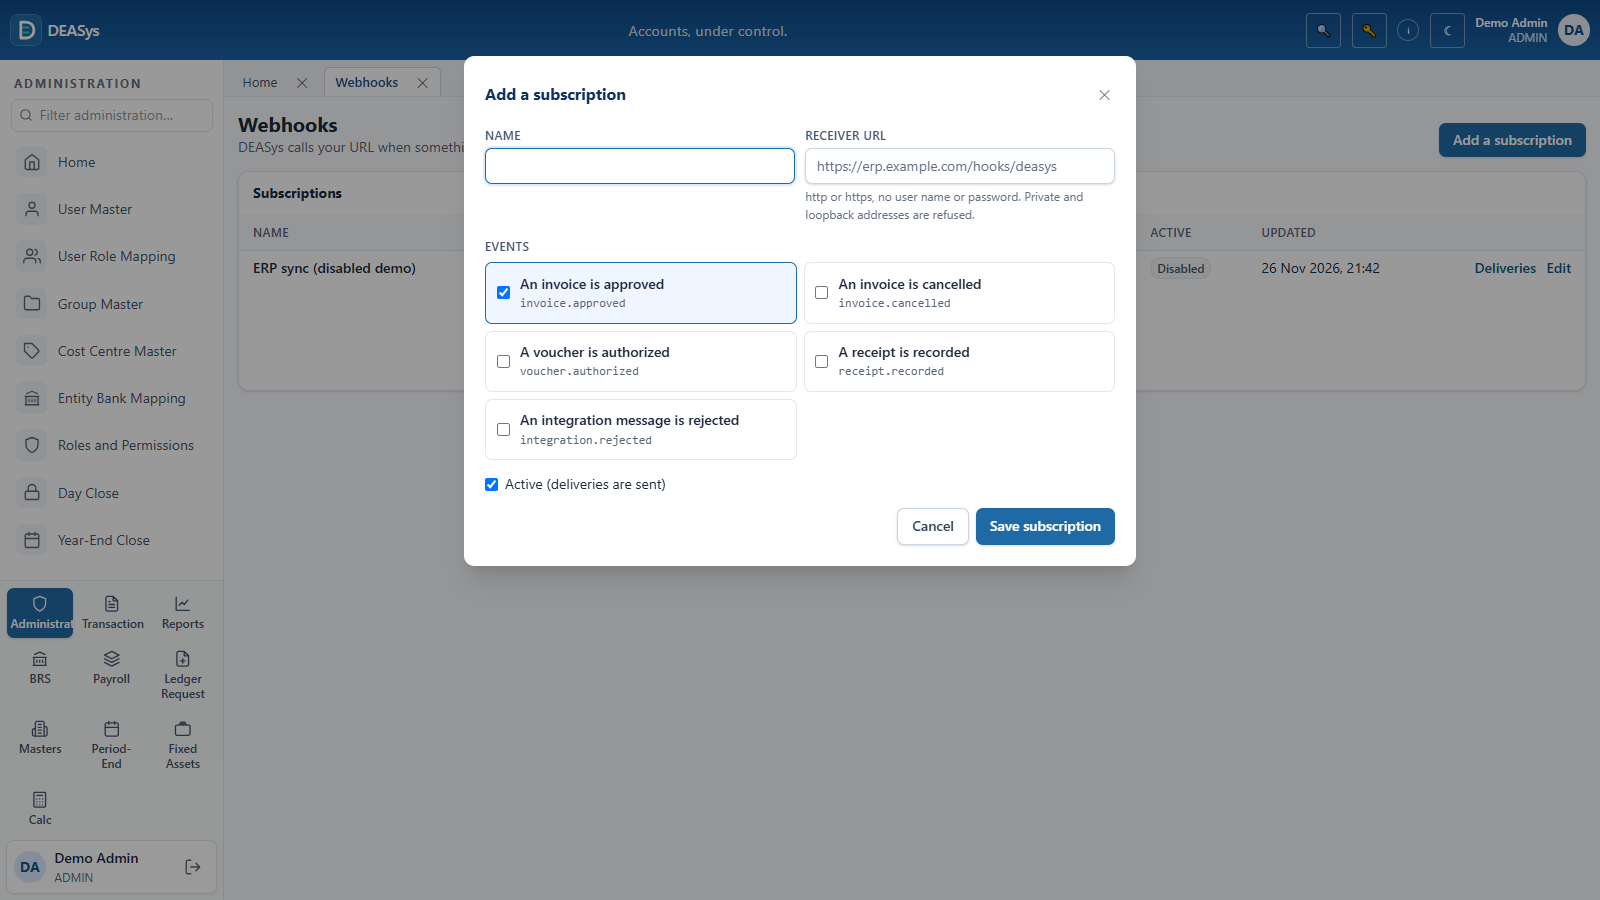 DEASys
Accounts, under control.
Demo Admin
ADMIN
DA
ADMINISTRATION
Filter administration...
Home
User Master
User Role Mapping
Group Master
Cost Centre Master
Entity Bank Mapping
Roles and Permissions
Day Close
Year-End Close
Administrat
Transaction
Reports
BRS
Payroll
Ledger
Request
Masters
Period-
End
Fixed
Assets
Calc
DA
Demo Admin
ADMIN
Home
Webhooks
Webhooks
DEASys calls your URL when somethi
Add a subscription
Subscriptions
NAME
ACTIVE
UPDATED
ERP sync (disabled demo)
Disabled
26 Nov 2026, 21:42
Deliveries
Edit
Add a subscription
NAME
RECEIVER URL
https://erp.example.com/hooks/deasys
http or https, no user name or password. Private and
loopback addresses are refused.
EVENTS
An invoice is approved
invoice.approved
An invoice is cancelled
invoice.cancelled
A voucher is authorized
voucher.authorized
A receipt is recorded
receipt.recorded
An integration message is rejected
integration.rejected
Active (deliveries are sent)
Cancel
Save subscription